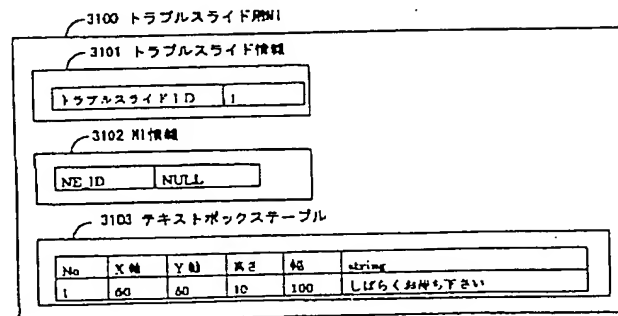 3100 トラブルスライド用NI
3101 トラブルスライド情報
トラブルスライドID 1
3102 NI情報
NE_ID NULL
3103 テキストボックステーブル
No X軸 Y軸 高さ 幅 string
1 60 60 10 100 しばらくお待ち下さい